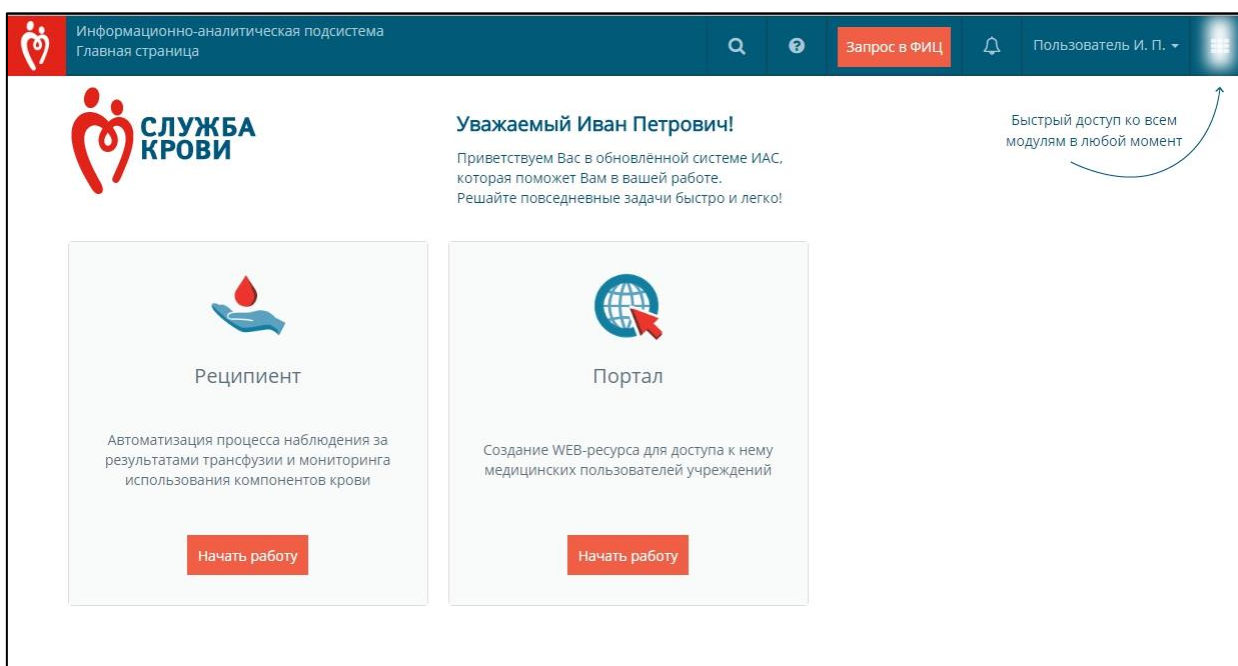 Информационно-аналитическая подсистема
Главная страница
Запрос в ФИЦ
Пользователь И. П.
СЛУЖБА
КРОВИ
Уважаемый Иван Петрович!
Приветствуем Вас в обновлённой системе ИАС,
которая поможет Вам в вашей работе.
Решайте повседневные задачи быстро и легко!
Быстрый доступ ко всем
модулям в любой момент
Реципиент
Автоматизация процесса наблюдения за
результатами трансфузии и мониторинга
использования компонентов крови
Начать работу
Портал
Создание WEB-ресурса для доступа к нему
медицинских пользователей учреждений
Начать работу